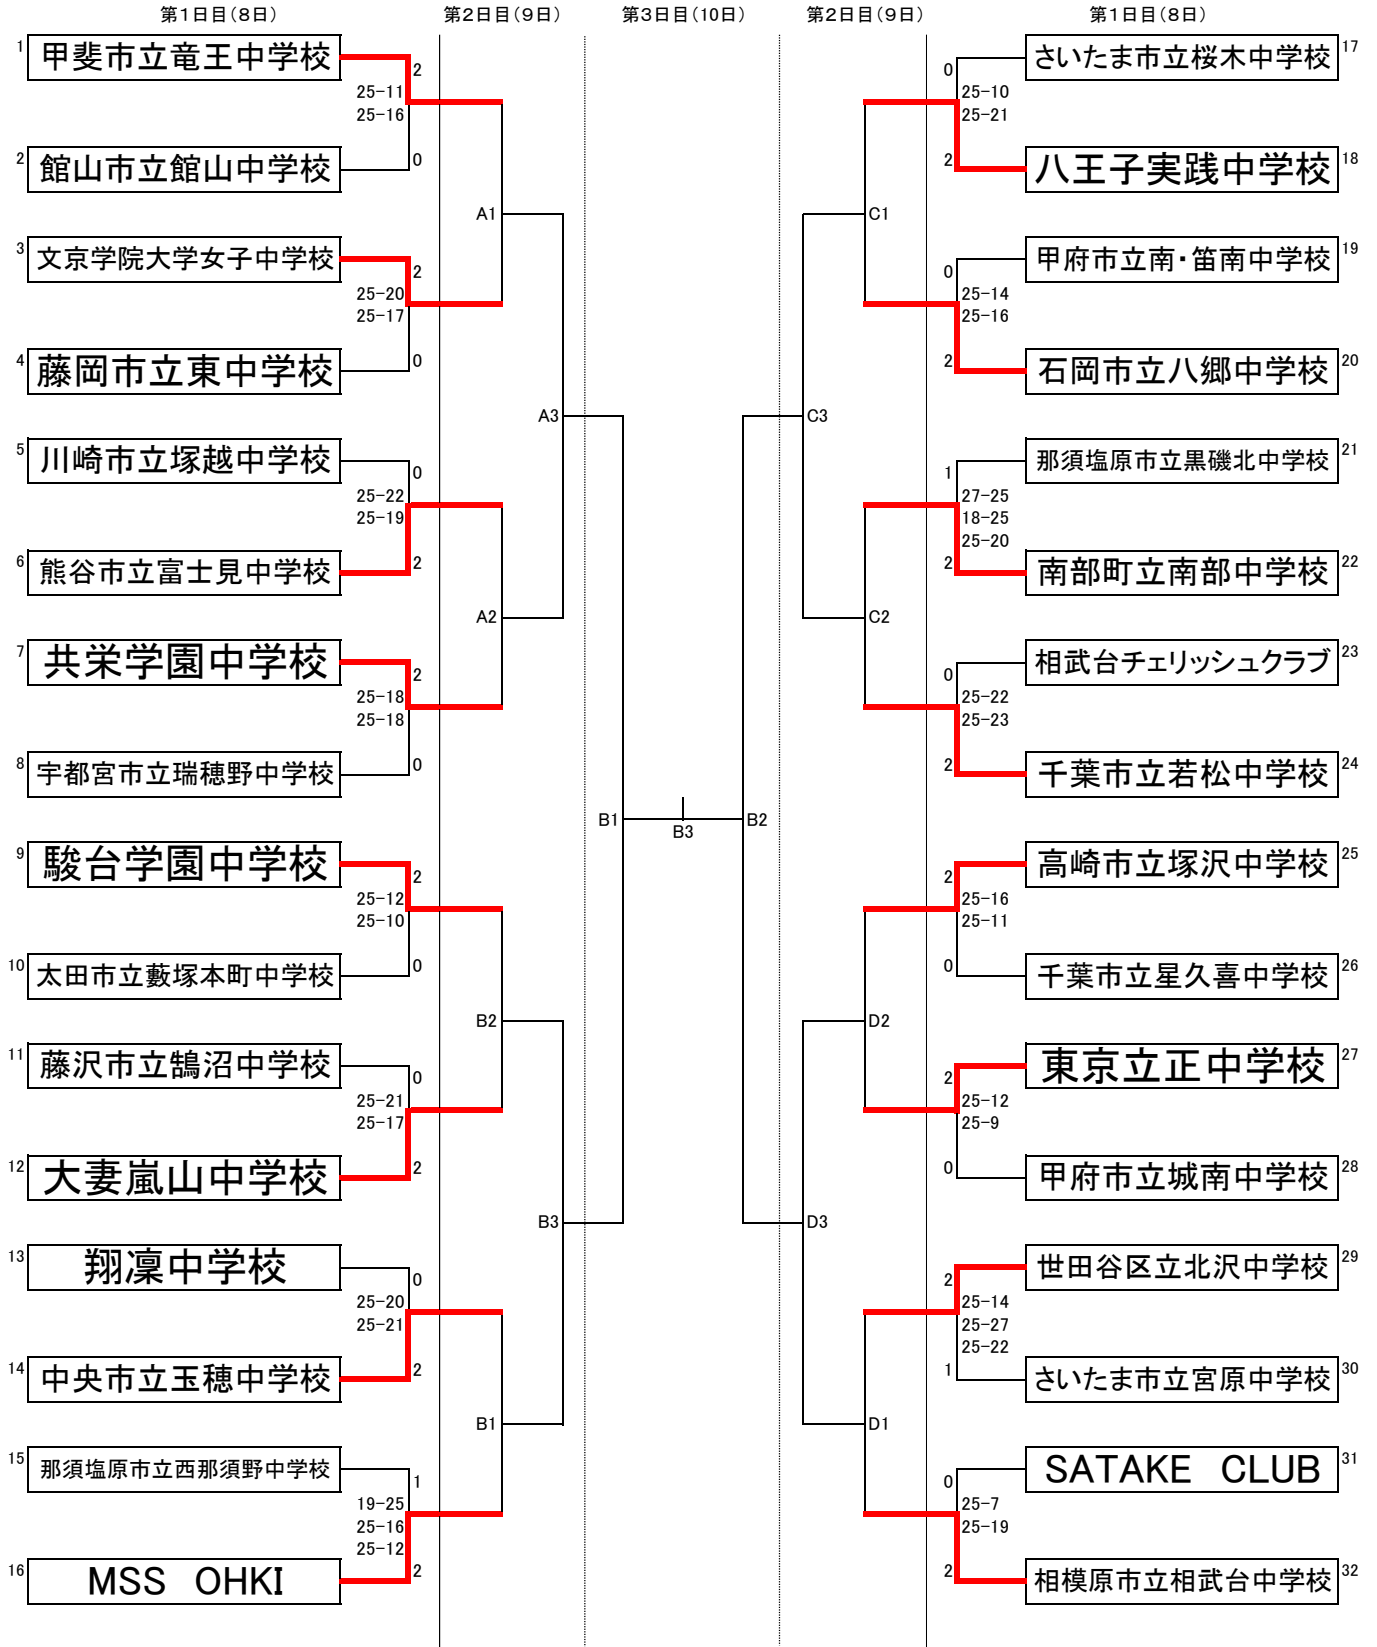 第1日目(8日)
第2日目(9日)
第3日目(10日)
第2日目(9日)
第1日目(8日)
1 甲斐市立竜王中学校
2
25-11
25-16
2 館山市立館山中学校
0
A1
3 文京学院大学女子中学校
2
25-20
25-17
4 藤岡市立東中学校
0
A3
5 川崎市立塚越中学校
0
25-22
25-19
6 熊谷市立富士見中学校
2
A2
7 共栄学園中学校
2
25-18
25-18
8 宇都宮市立瑞穂野中学校
0
B1
9 駿台学園中学校
2
25-12
25-10
10 太田市立藪塚本町中学校
0
B2
11 藤沢市立鵠沼中学校
0
25-21
25-17
12 大妻嵐山中学校
2
B3
13 翔凜中学校
0
25-20
25-21
14 中央市立玉穂中学校
2
B1
15 那須塩原市立西那須野中学校
1
19-25
25-16
25-12
16 MSS OHKI
2
B3
さいたま市立桜木中学校 17
0
25-10
25-21
八王子実践中学校 18
2
C1
甲府市立南・笛南中学校 19
0
25-14
25-16
石岡市立八郷中学校 20
2
C3
那須塩原市立黒磯北中学校 21
1
27-25
18-25
25-20
南部町立南部中学校 22
2
C2
相武台チェリッシュクラブ 23
0
25-22
25-23
千葉市立若松中学校 24
2
B2
高崎市立塚沢中学校 25
2
25-16
25-11
千葉市立星久喜中学校 26
0
D2
東京立正中学校 27
2
25-12
25-9
甲府市立城南中学校 28
0
D3
世田谷区立北沢中学校 29
2
25-14
25-27
25-22
さいたま市立宮原中学校 30
1
D1
SATAKE CLUB 31
0
25-7
25-19
相模原市立相武台中学校 32
2